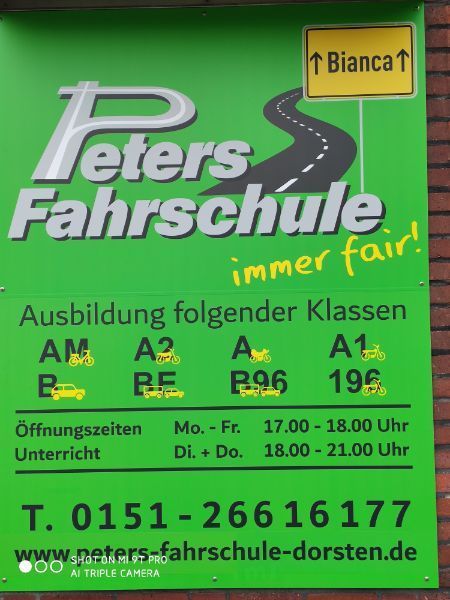 ↑Bianca↑
Peters
Fahrschule
immer fair!
Ausbildung folgender Klassen
AM A2 A A1
B BE B96 196
Öffnungszeiten Mo. - Fr. 17.00 - 18.00 Uhr
Unterricht Di. + Do. 18.00 - 21.00 Uhr
T. 0151 - 266 16 177
www.peters-fahrschule-dorsten.de
SHOT ON MI 9T PRO
AI TRIPLE CAMERA